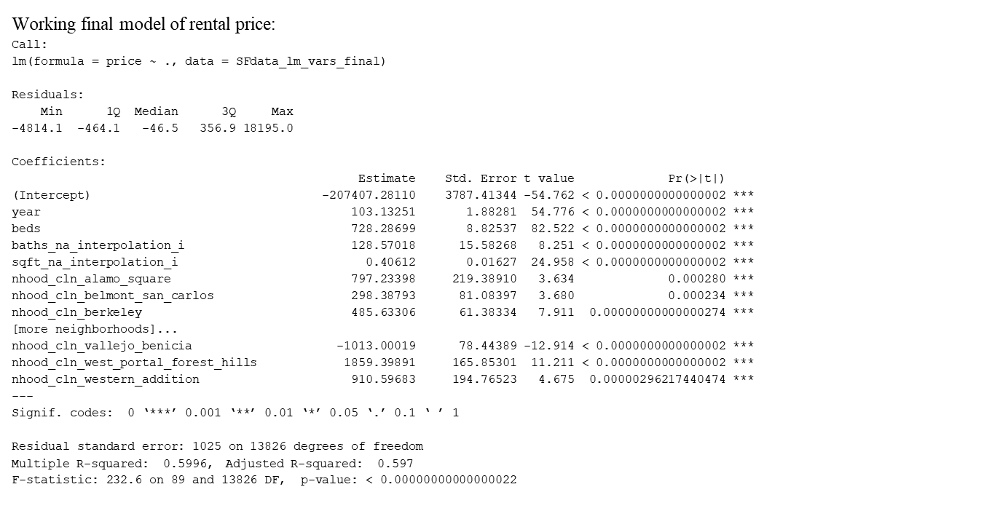 Working final model of rental price:
Call:
lm(formula = price ~ ., data = SFdata_lm_vars_final)
Residuals:
Min 1Q Median 3Q Max
-4814.1 -464.1 -46.5 356.9 18195.0
Coefficients:
Estimate Std. Error t value Pr(>|t|)
(Intercept) -207407.28110 3787.41344 -54.762 < 0.0000000000000002 ***
year 103.13251 1.88281 54.776 < 0.0000000000000002 ***
beds 728.28699 8.82537 82.522 < 0.0000000000000002 ***
baths_na_interpolation_i 128.57018 15.58268 8.251 < 0.0000000000000002 ***
sqft_na_interpolation_i 0.40612 0.01627 24.958 < 0.0000000000000002 ***
nhood_cln_alamo_square 797.23398 219.38910 3.634 0.000280 ***
nhood_cln_belmont_san_carlos 298.38793 81.08397 3.680 0.000234 ***
nhood_cln_berkeley 485.63306 61.38334 7.911 0.00000000000000274 ***
[more neighborhoods]...
nhood_cln_vallejo_benicia -1013.00019 78.44389 -12.914 < 0.0000000000000002 ***
nhood_cln_west_portal_forest_hills 1859.39891 165.85301 11.211 < 0.0000000000000002 ***
nhood_cln_western_addition 910.59683 194.76523 4.675 0.00000296217440474 ***
---
Signif. codes: 0 ‘***’ 0.001 ‘**’ 0.01 ‘*’ 0.05 ‘.’ 0.1 ‘ ’ 1
Residual standard error: 1025 on 13826 degrees of freedom
Multiple R-squared: 0.5996, Adjusted R-squared: 0.597
F-statistic: 232.6 on 89 and 13826 DF, p-value: < 0.00000000000000022